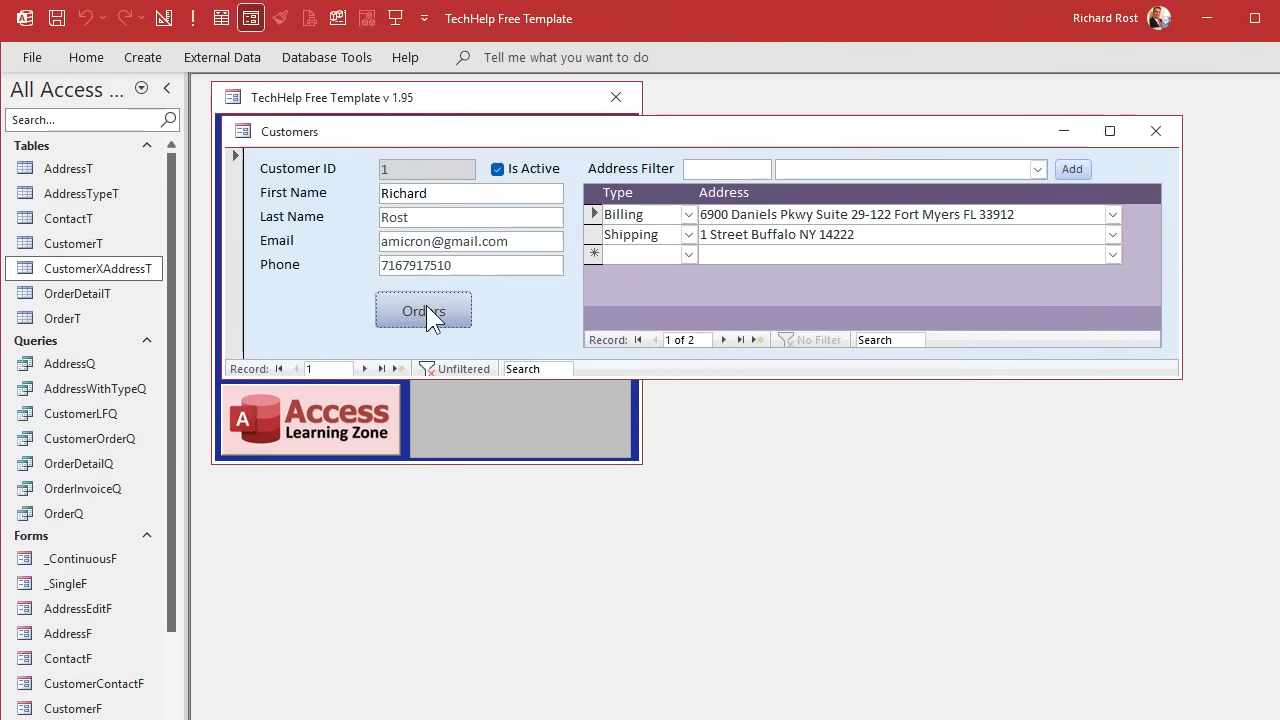 TechHelp Free Template
Richard Rost
File Home Create External Data Database Tools Help Tell me what you want to do
All Access ...
Search...
Tables
AddressT
AddressTypeT
ContactT
CustomerT
CustomerXAddressT
OrderDetailT
OrderT
Queries
AddressQ
AddressWithTypeQ
CustomerLFQ
CustomerOrderQ
OrderDetailQ
OrderInvoiceQ
OrderQ
Forms
_ContinuousF
_SingleF
AddressEditF
AddressF
ContactF
CustomerContactF
CustomerF
TechHelp Free Template v 1.95
Customers
Customer ID 1 Is Active
First Name Richard
Last Name Rost
Email amicron@gmail.com
Phone 7167917510
Orders
Address Filter Add
Type Address
Billing 6900 Daniels Pkwy Suite 29-122 Fort Myers FL 33912
Shipping 1 Street Buffalo NY 14222
Record: 1 of 2 No Filter Search
Record: 1 Unfiltered Search
A Access
Learning Zone